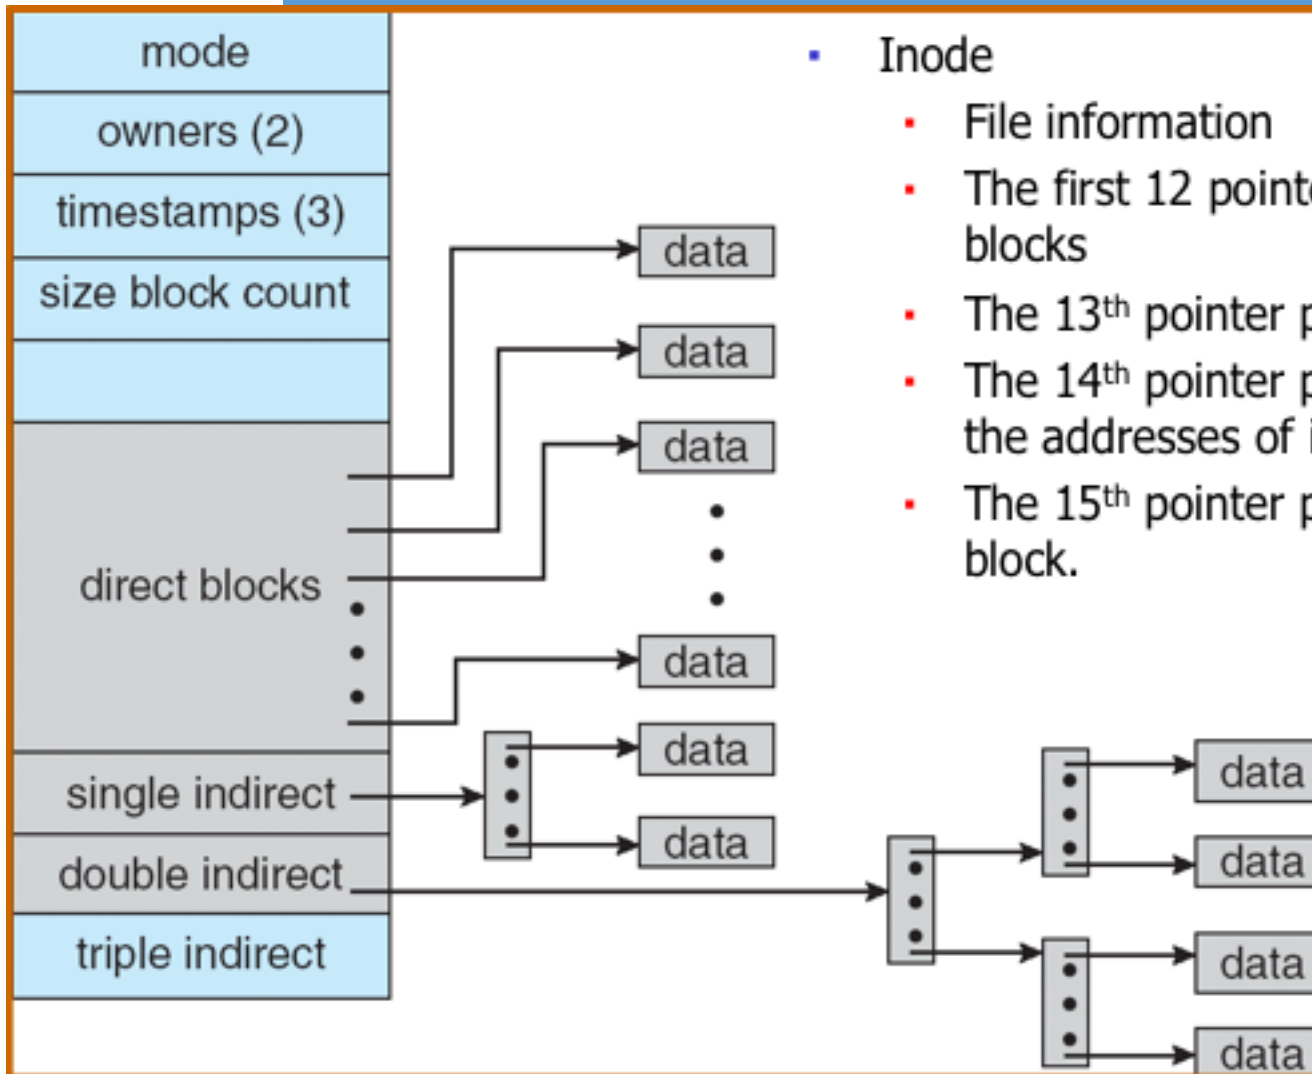 mode
owners (2)
timestamps (3)
size block count
direct blocks
single indirect
double indirect
triple indirect
data
data
data
data
data
data
data
data
data
data
▪ Inode
▪ File information
▪ The first 12
blocks
▪ The 13th pointer
▪ The 14th pointer
the addresses of
▪ The 15th pointer
block.